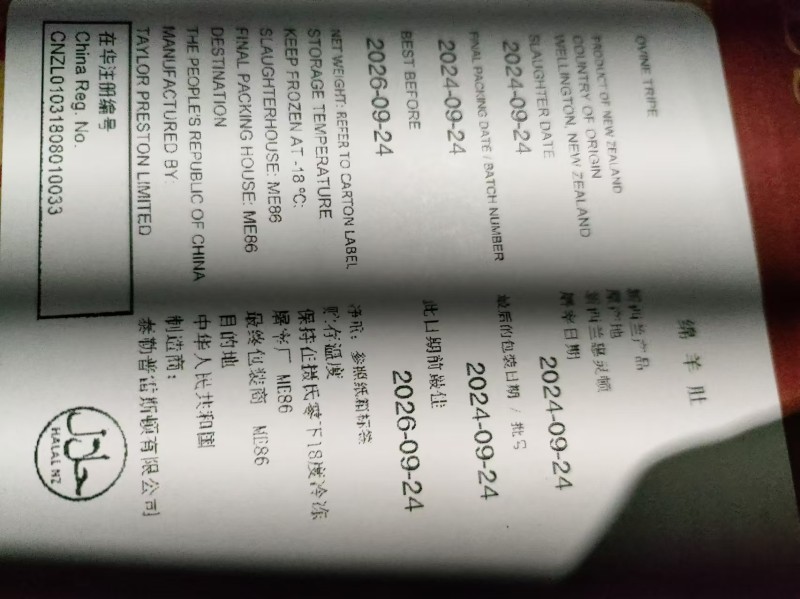 OVINE TRIPE
PRODUCT OF NEW ZEALAND
COUNTRY OF ORIGIN
WELLINGTON, NEW ZEALAND
SLAUGHTER DATE
2024-09-24
FINAL PACKING DATE / BATCH NUMBER
2024-09-24
BEST BEFORE
2026-09-24
NET WEIGHT: REFER TO CARTON LABEL
STORAGE TEMPERATURE
KEEP FROZEN AT -18 ºC:
SLAUGHTERHOUSE: ME86
FINAL PACKING HOUSE: ME86
DESTINATION
THE PEOPLE'S REPUBLIC OF CHINA
MANUFACTURED BY:
TAYLOR PRESTON LIMITED
在华注册编号
China Reg. No.
CNZL01031808010033
绵羊肚
新西兰产品
原产地
新西兰惠灵顿
屠宰日期
2024-09-24
最后的包装日期 / 批号
2024-09-24
此日期前最佳
2026-09-24
净重: 参照纸箱标签
贮存温度
保持在摄氏零下18度冷冻
屠宰厂 ME86
最终包装商 ME86
目的地
中华人民共和国
制造商:
泰勒普雷斯顿有限公司
حلال
HALAL NZ